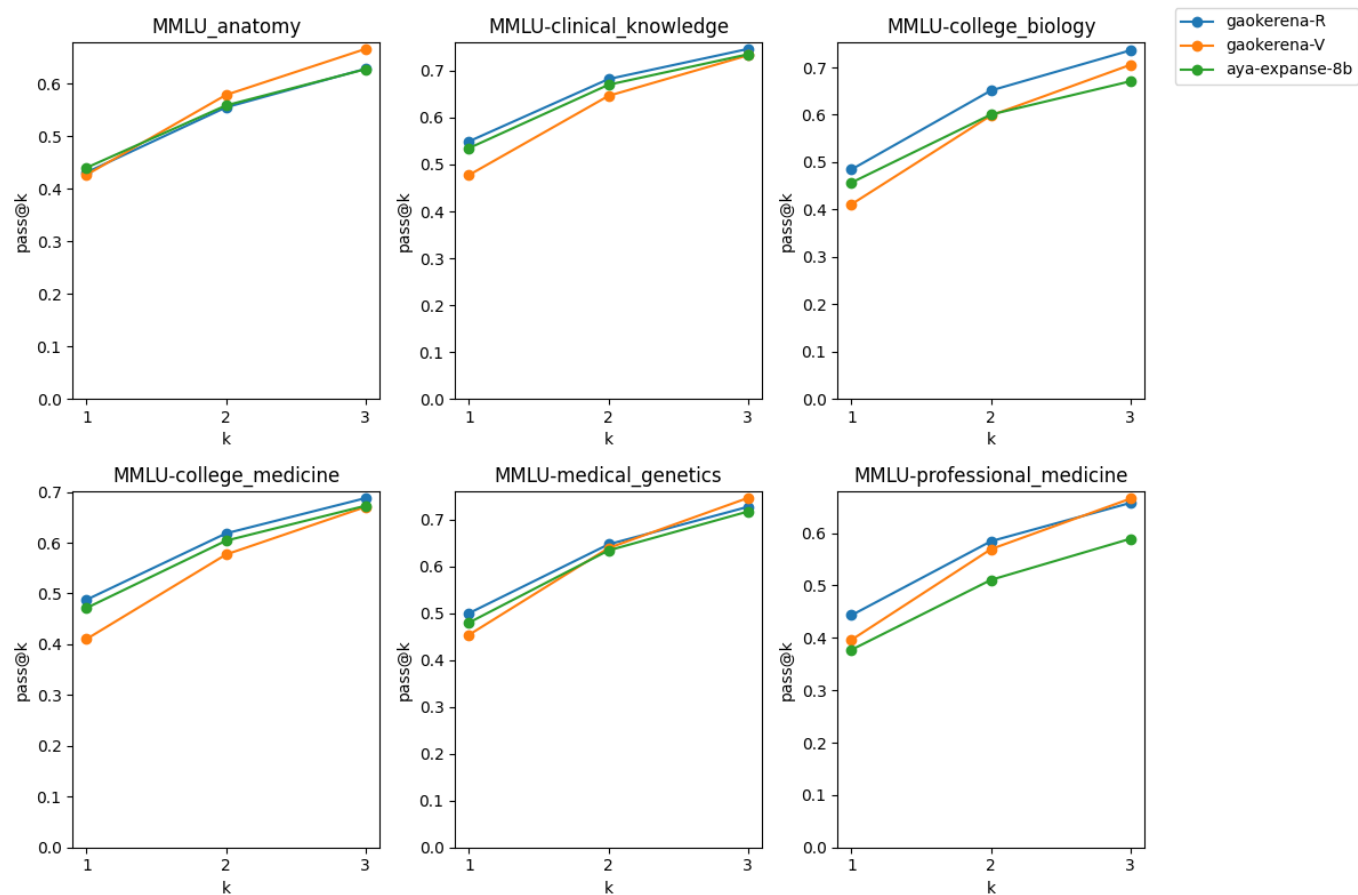 MMLU_anatomy
MMLU-clinical_knowledge
MMLU-college_biology
gaokerena-R
gaokerena-V
aya-expanse-8b
pass@k
0.6
0.5
0.4
0.3
0.2
0.1
0.0
1 2 3
k
pass@k
0.7
0.6
0.5
0.4
0.3
0.2
0.1
0.0
1 2 3
k
pass@k
0.7
0.6
0.5
0.4
0.3
0.2
0.1
0.0
1 2 3
k
MMLU-college_medicine
MMLU-medical_genetics
MMLU-professional_medicine
pass@k
0.7
0.6
0.5
0.4
0.3
0.2
0.1
0.0
1 2 3
k
pass@k
0.7
0.6
0.5
0.4
0.3
0.2
0.1
0.0
1 2 3
k
pass@k
0.6
0.5
0.4
0.3
0.2
0.1
0.0
1 2 3
k